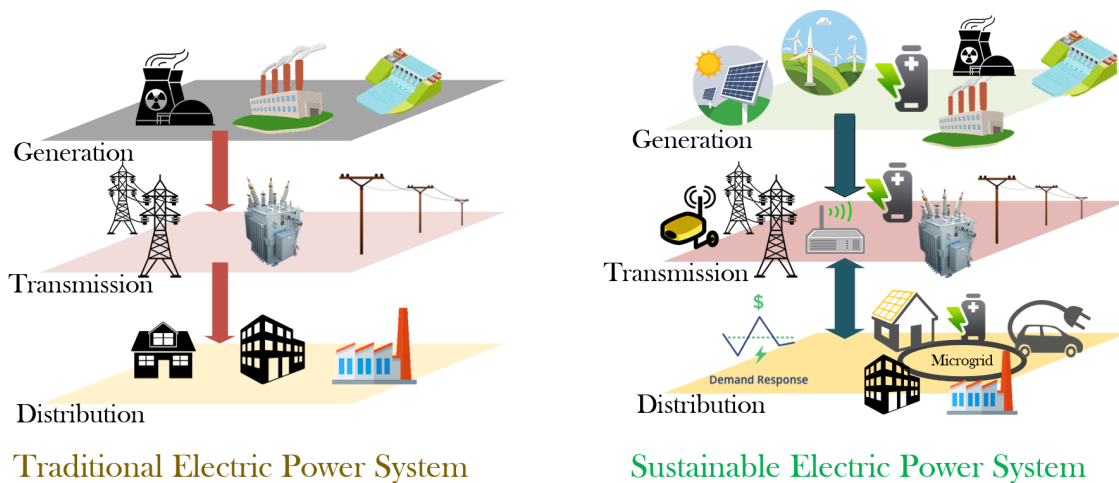 Generation
Transmission
Distribution
Traditional Electric Power System
Generation
Transmission
$
Demand Response
Microgrid
Distribution
Sustainable Electric Power System